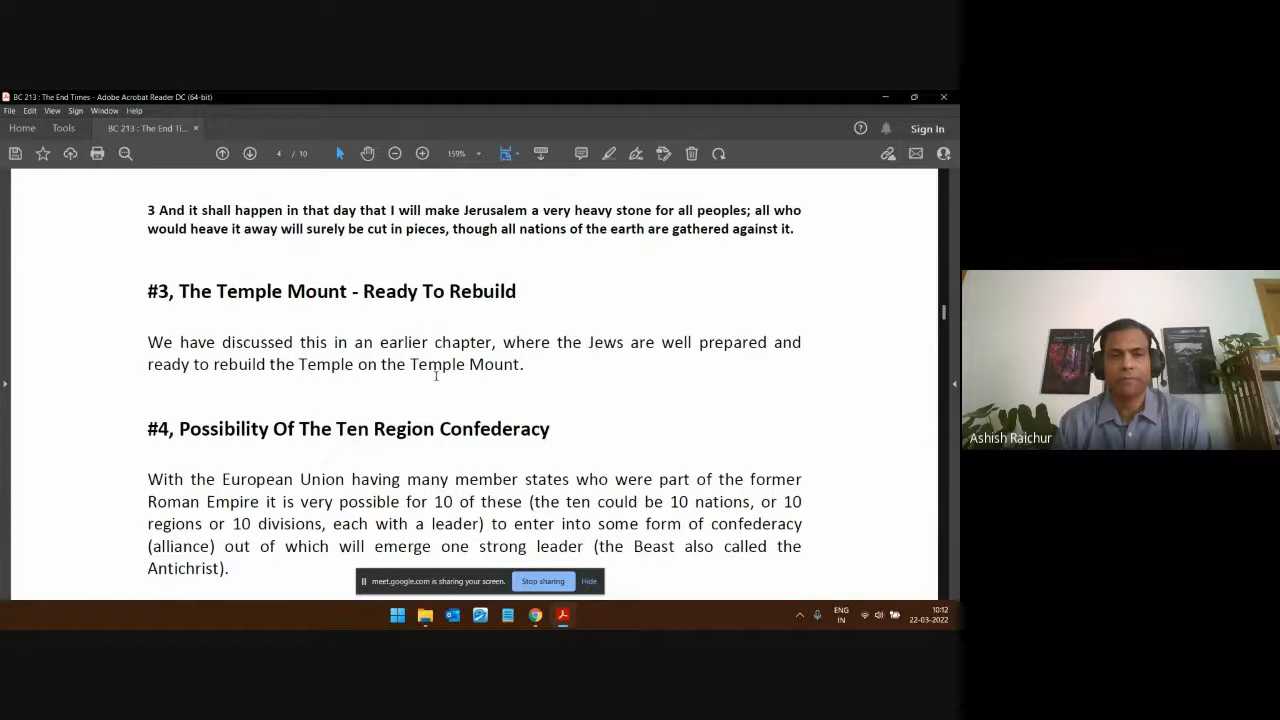 BC 213 : The End Times - Adobe Acrobat Reader DC (64-bit)
File Edit View Sign Window Help
Home Tools BC 213 : The End Ti... × Sign In
4 / 10 159%
3 And it shall happen in that day that I will make Jerusalem a very heavy stone for all peoples; all who
would heave it away will surely be cut in pieces, though all nations of the earth are gathered against it.
#3, The Temple Mount - Ready To Rebuild
We have discussed this in an earlier chapter, where the Jews are well prepared and
ready to rebuild the Temple on the Temple Mount.
#4, Possibility Of The Ten Region Confederacy
With the European Union having many member states who were part of the former
Roman Empire it is very possible for 10 of these (the ten could be 10 nations, or 10
regions or 10 divisions, each with a leader) to enter into some form of confederacy
(alliance) out of which will emerge one strong leader (the Beast also called the
Antichrist).
meet.google.com is sharing your screen. Stop sharing Hide
ENG
IN
10:12
22-03-2022
Ashish Raichur